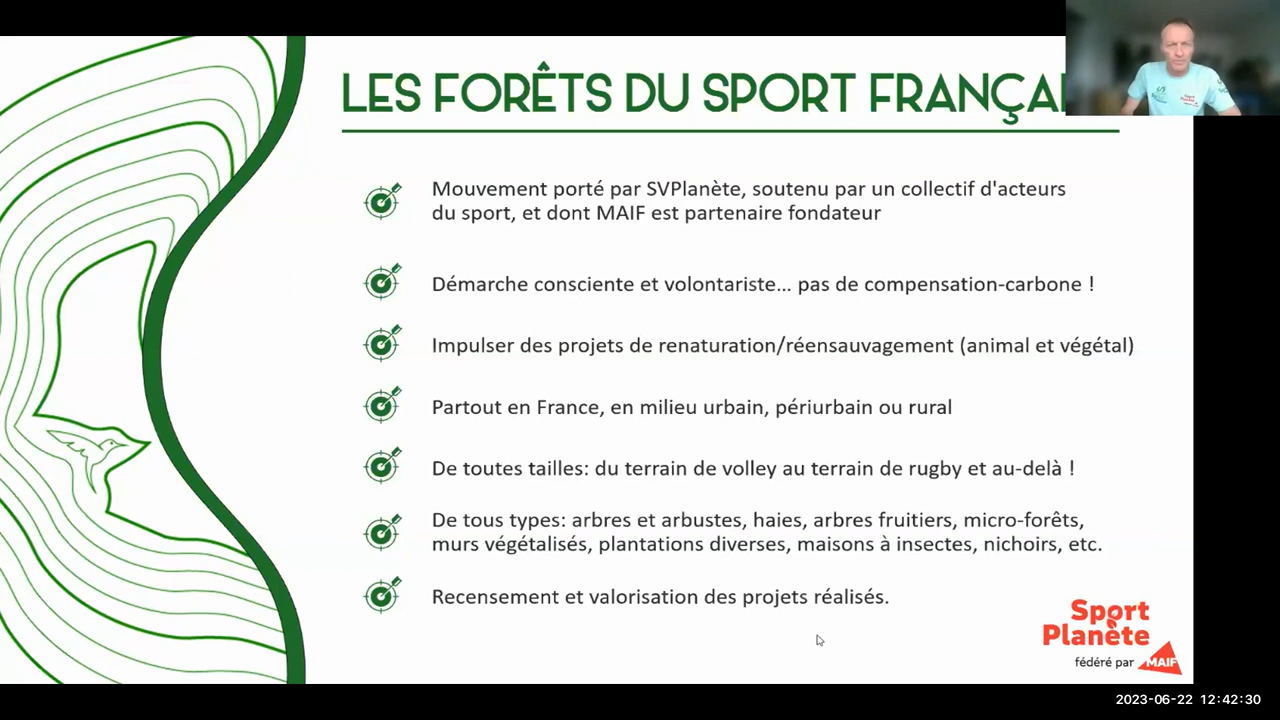 LES FORÊTS DU SPORT FRANÇAI
Mouvement porté par SVPlanète, soutenu par un collectif d'acteurs
du sport, et dont MAIF est partenaire fondateur
Démarche consciente et volontariste... pas de compensation-carbone !
Impulser des projets de renaturation/réensauvagement (animal et végétal)
Partout en France, en milieu urbain, périurbain ou rural
De toutes tailles: du terrain de volley au terrain de rugby et au-delà !
De tous types: arbres et arbustes, haies, arbres fruitiers, micro-forêts,
murs végétalisés, plantations diverses, maisons à insectes, nichoirs, etc.
Recensement et valorisation des projets réalisés.
Sport
Planète
fédéré par MAIF
2023-06-22 12:42:30